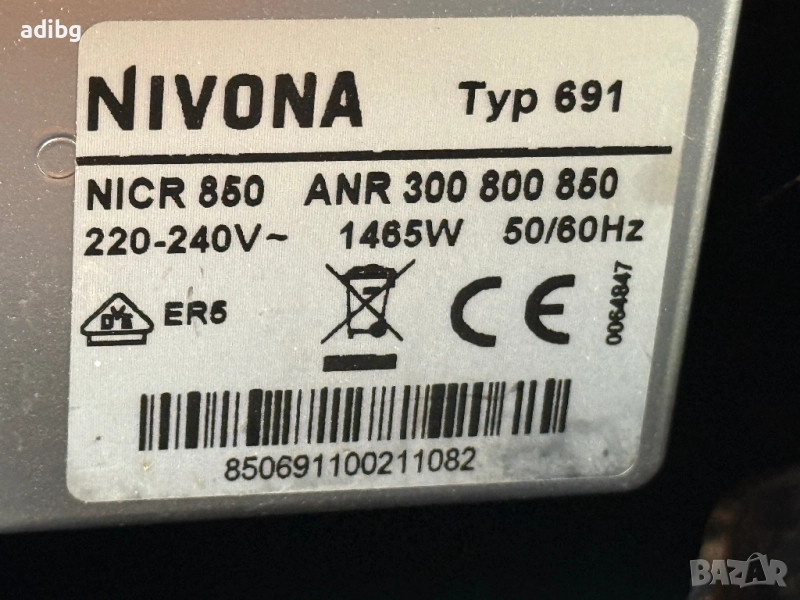 adibg
NIVONA Typ 691
NICR 850 ANR 300 800 850
220-240V~ 1465W 50/60Hz
DVE ER5 CE 0064847
850691100211082
BAZAR